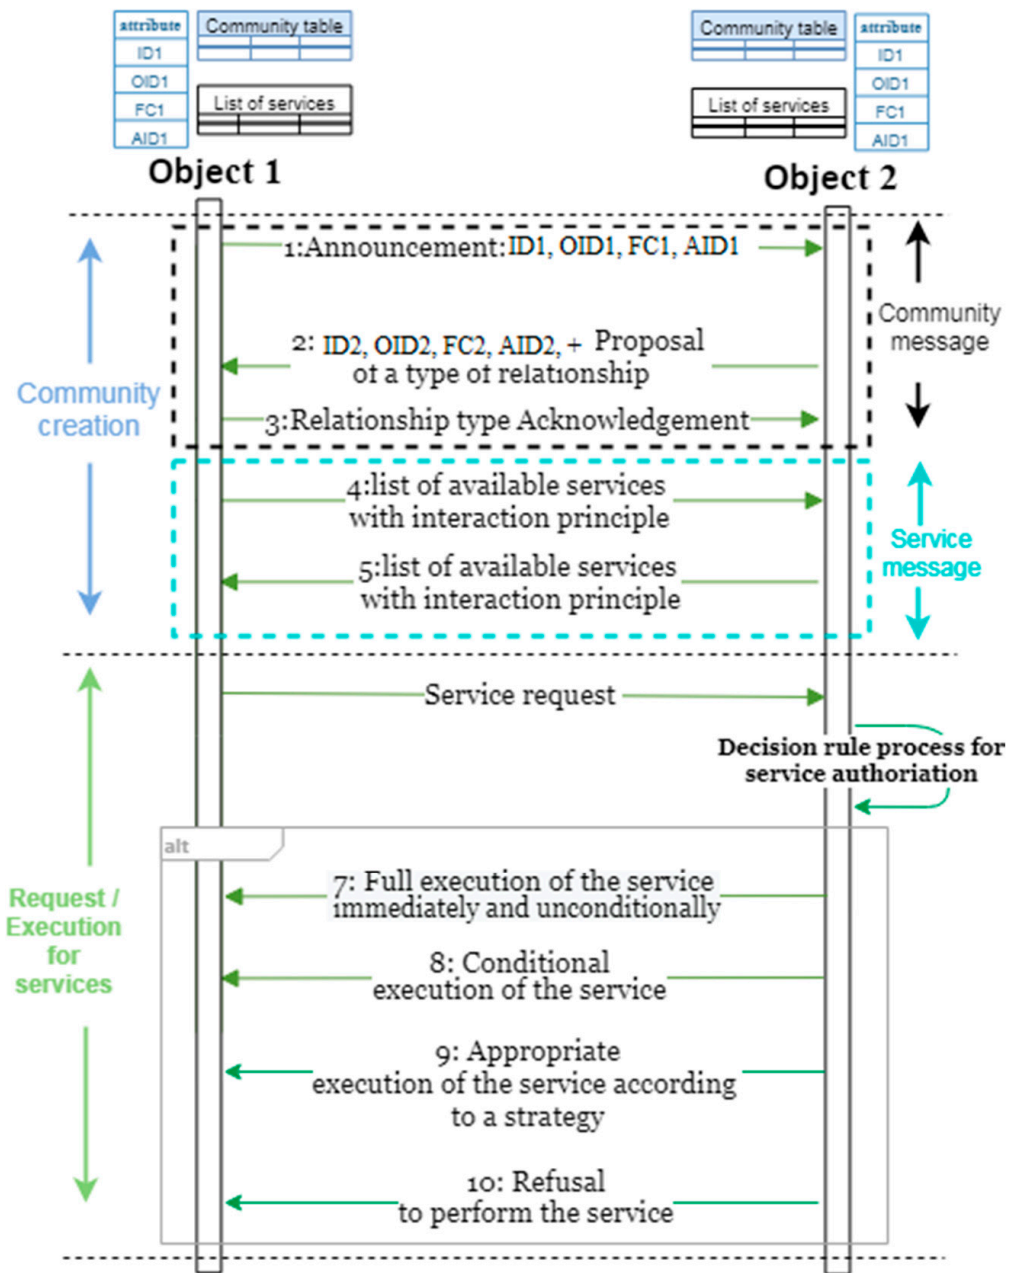 attribute
ID1
OID1
FC1
AID1
Community table
List of services
Object 1
Community table
List of services
attribute
ID1
OID1
FC1
AID1
Object 2
1:Announcement:ID1, OID1, FC1, AID1
2: ID2, OID2, FC2, AID2, + Proposal
of a type of relationship
3:Relationship type Acknowledgement
Community
message
Community
creation
4:list of available services
with interaction principle
5:list of available services
with interaction principle
Service
message
Service request
Decision rule process for
service authoriation
alt
7: Full execution of the service
immediately and unconditionally
8: Conditional
execution of the service
9: Appropriate
execution of the service according
to a strategy
10: Refusal
to perform the service
Request /
Execution
for
services